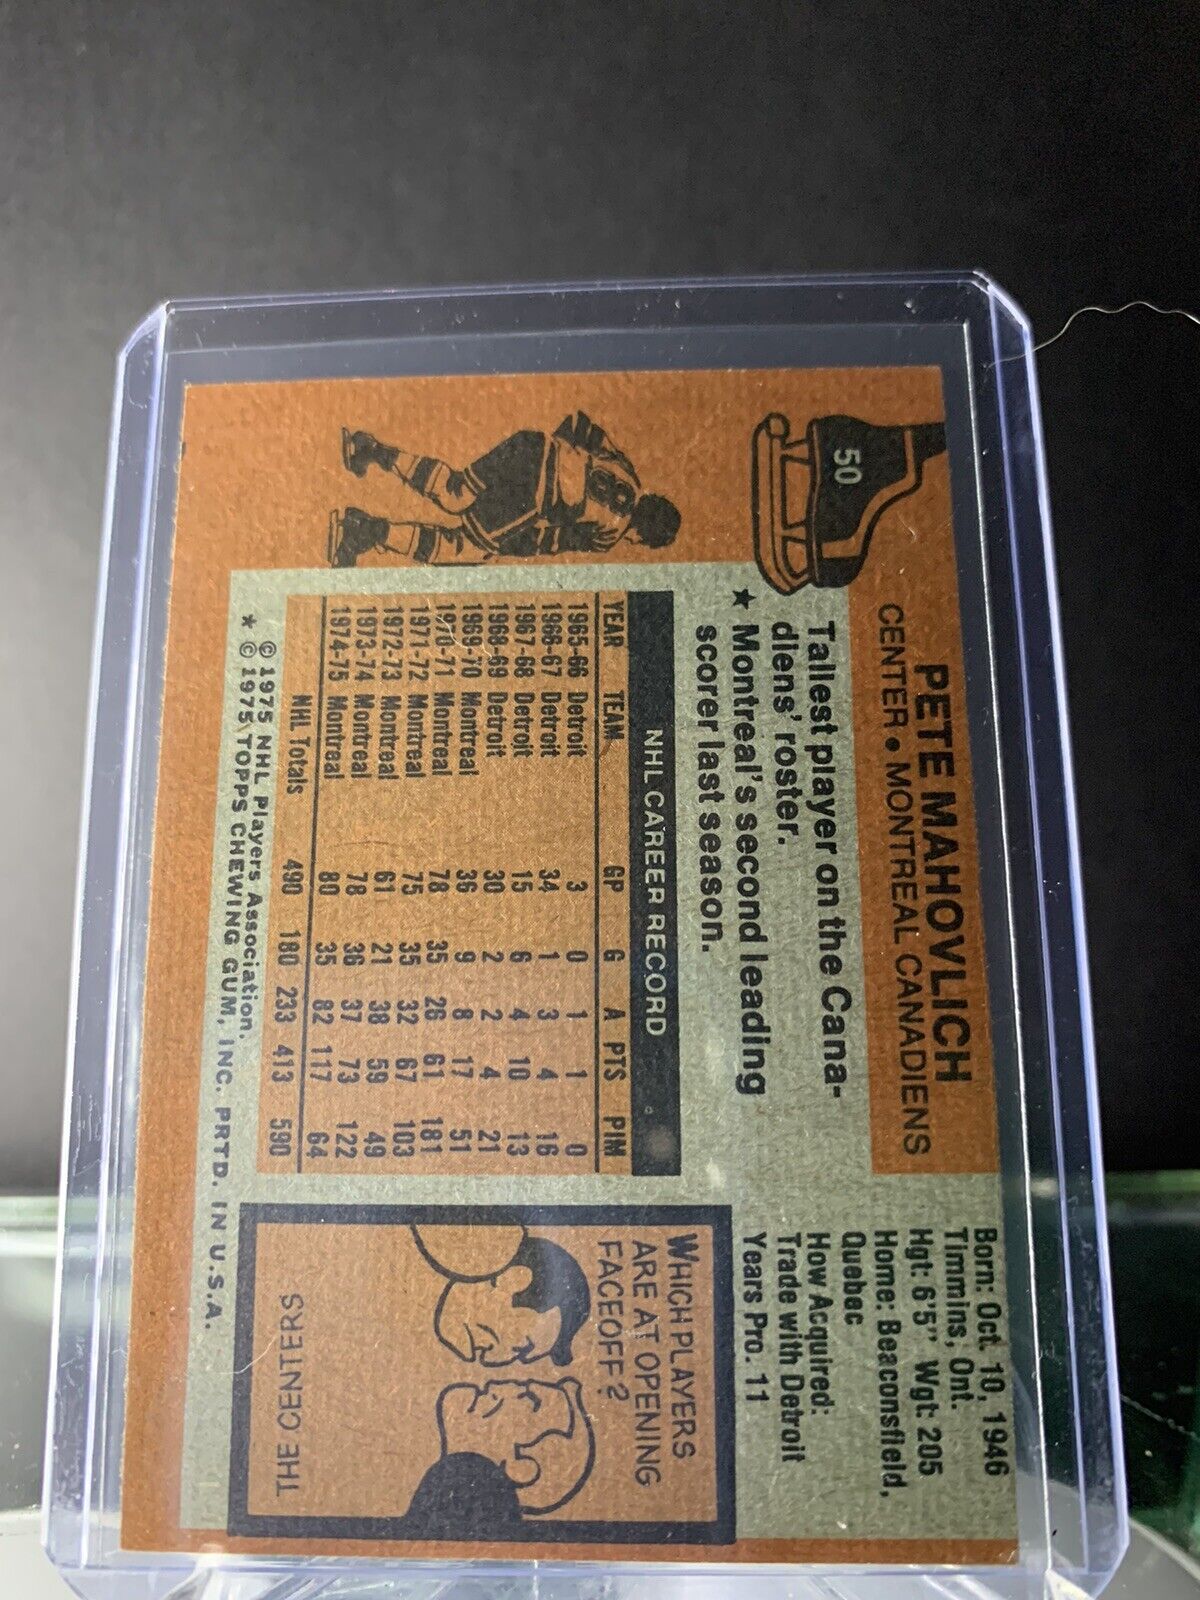 50
PETE MAHOVLICH
CENTER • MONTREAL CANADIENS
Tallest player on the Cana-
diens' roster.
★ Montreal's second leading
scorer last season.
Born: Oct. 10, 1946
Timmins, Ont.
Hgt: 6'5" Wgt: 205
Home: Beaconsfield,
Quebec
How Acquired:
Trade with Detroit
Years Pro. 11
NHL CAREER RECORD
YEAR TEAM GP G A PTS PIM
1965-66 Detroit 3 0 1 1 0
1966-67 Detroit 34 1 3 4 16
1967-68 Detroit 15 6 4 10 13
1968-69 Detroit 30 2 2 4 21
1969-70 Montreal 36 9 8 17 51
1970-71 Montreal 78 35 26 61 181
1971-72 Montreal 75 35 32 67 103
1972-73 Montreal 61 21 38 59 49
1973-74 Montreal 78 36 37 73 122
1974-75 Montreal 80 35 82 117 64
NHL Totals 490 180 233 413 590
© 1975 NHL Players Association.
★ © 1975 TOPPS CHEWING GUM, INC. PRTD. IN U.S.A.
WHICH PLAYERS
ARE AT OPENING
FACEOFF?
THE CENTERS